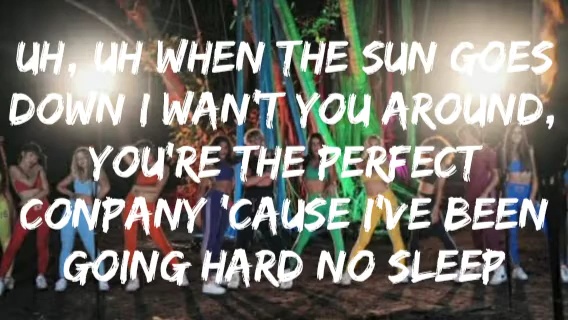 UH, UH WHEN THE SUN GOES
DOWN I WAN'T YOU AROUND,
YOU'RE THE PERFECT
CONPANY 'CAUSE I'VE BEEN
GOING HARD NO SLEEP